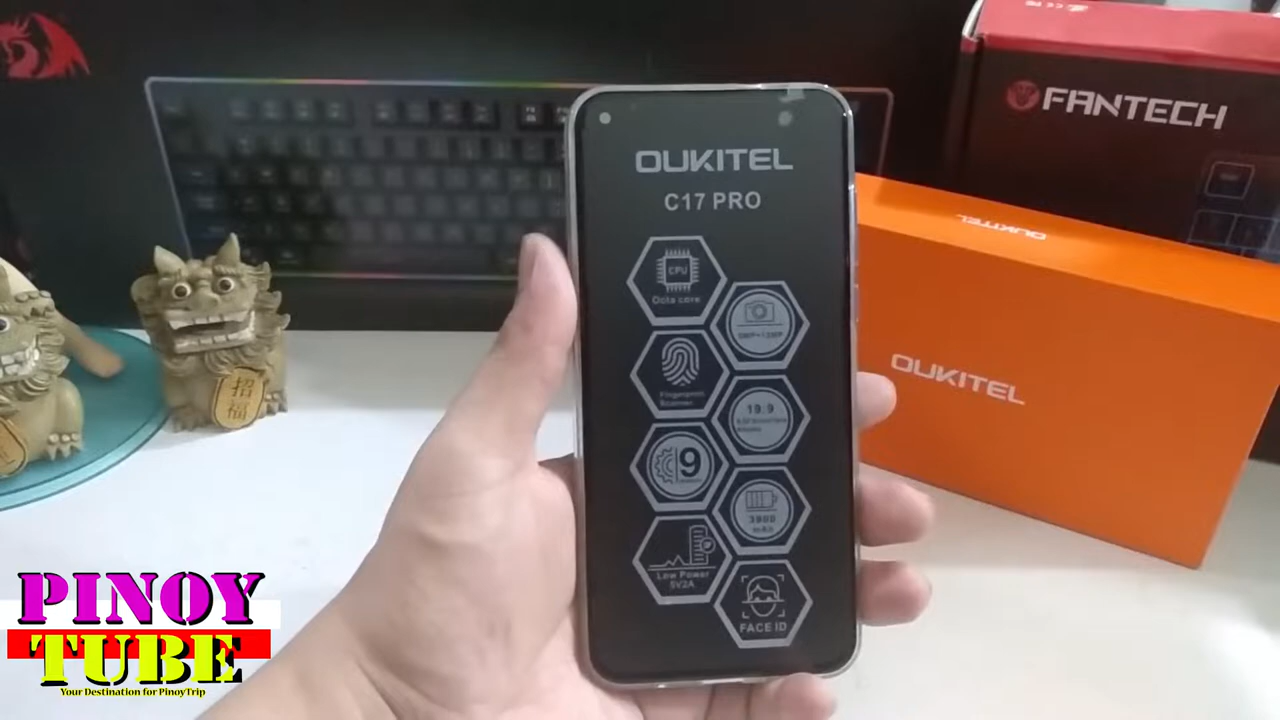 FANTECH
OUKITEL
C17 PRO
OUKITEL
CPU
Octa core
Fingerprint
Scanner
19.9
OUKITEL
9
3900
mAh
Low Power
5V2A
FACE ID
招
福
PINOY
TUBE
Your Destination for PinoyTrip